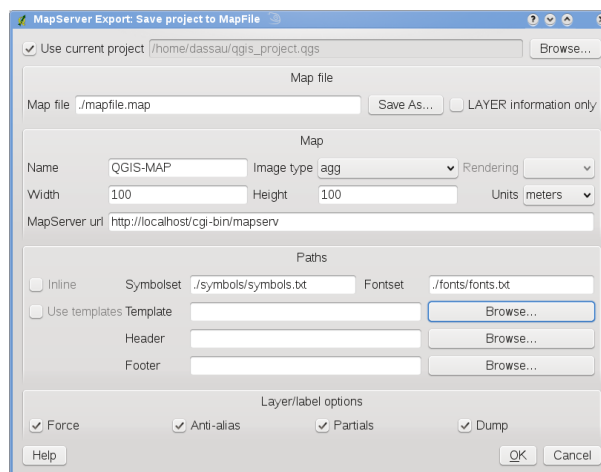 MapServer Export: Save project to MapFile
Use current project /home/dassau/qgis_project.qgs Browse...
Map file
Map file ./mapfile.map Save As... LAYER information only
Map
Name QGIS-MAP Image type agg Rendering
Width 100 Height 100 Units meters
MapServer url http://localhost/cgi-bin/mapserv
Paths
Inline Symbolset ./symbols/symbols.txt Fontset ./fonts/fonts.txt
Use templates Template Browse...
Header Browse...
Footer Browse...
Layer/label options
Force Anti-alias Partials Dump
Help OK Cancel